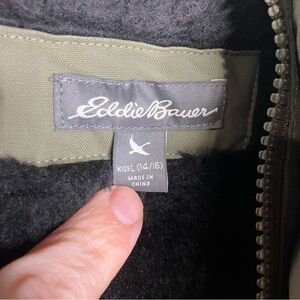 Eddie Bauer
KIDS L (14/16)
MADE IN
CHINA